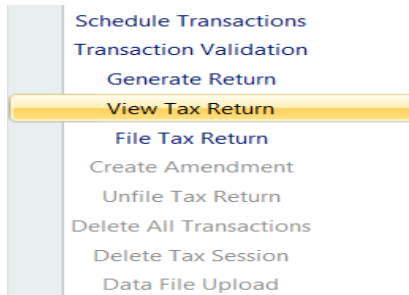 Schedule Transactions
Transaction Validation
Generate Return
View Tax Return
File Tax Return
Create Amendment
Unfile Tax Return
Delete All Transactions
Delete Tax Session
Data File Upload